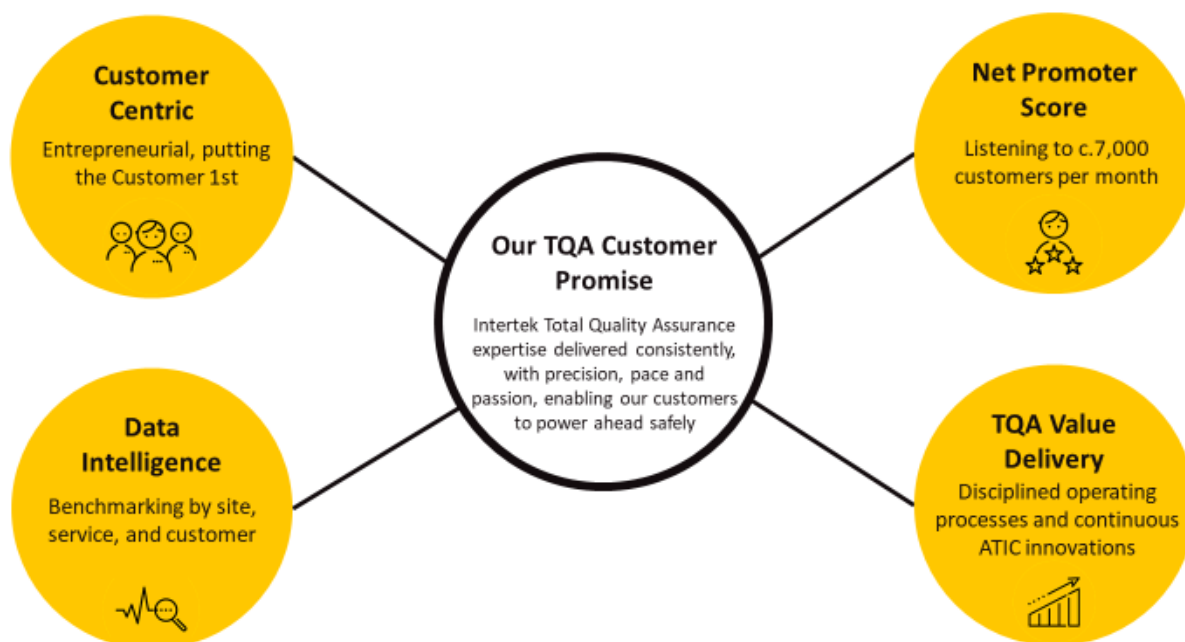 Customer
Centric
Entrepreneurial, putting
the Customer 1st
Net Promoter
Score
Listening to c.7,000
customers per month
Our TQA Customer
Promise
Intertek Total Quality Assurance
expertise delivered consistently,
with precision, pace and
passion, enabling our customers
to power ahead safely
Data
Intelligence
Benchmarking by site,
service, and customer
TQA Value
Delivery
Disciplined operating
processes and continuous
ATIC innovations